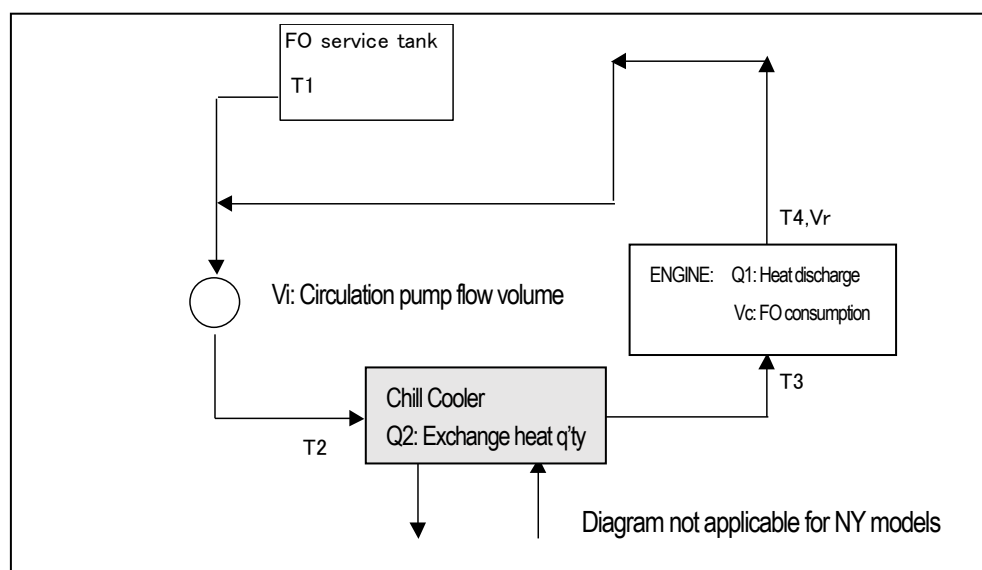 FO service tank
T1
T4,Vr
ENGINE: Q1: Heat discharge
Vc: FO consumption
Vi: Circulation pump flow volume
T3
Chill Cooler
Q2: Exchange heat q'ty
T2
Diagram not applicable for NY models